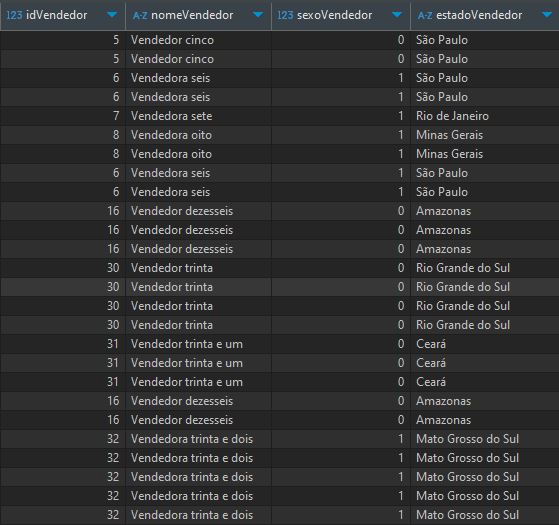 123 idVendedor A-Z nomeVendedor 123 sexoVendedor A-Z estadoVendedor
5 Vendedor cinco 0 São Paulo
5 Vendedor cinco 0 São Paulo
6 Vendedora seis 1 São Paulo
6 Vendedora seis 1 São Paulo
7 Vendedora sete 1 Rio de Janeiro
8 Vendedora oito 1 Minas Gerais
8 Vendedora oito 1 Minas Gerais
6 Vendedora seis 1 São Paulo
6 Vendedora seis 1 São Paulo
16 Vendedor dezesseis 0 Amazonas
16 Vendedor dezesseis 0 Amazonas
16 Vendedor dezesseis 0 Amazonas
30 Vendedor trinta 0 Rio Grande do Sul
30 Vendedor trinta 0 Rio Grande do Sul
30 Vendedor trinta 0 Rio Grande do Sul
30 Vendedor trinta 0 Rio Grande do Sul
31 Vendedor trinta e um 0 Ceará
31 Vendedor trinta e um 0 Ceará
31 Vendedor trinta e um 0 Ceará
16 Vendedor dezesseis 0 Amazonas
16 Vendedor dezesseis 0 Amazonas
32 Vendedora trinta e dois 1 Mato Grosso do Sul
32 Vendedora trinta e dois 1 Mato Grosso do Sul
32 Vendedora trinta e dois 1 Mato Grosso do Sul
32 Vendedora trinta e dois 1 Mato Grosso do Sul
32 Vendedora trinta e dois 1 Mato Grosso do Sul